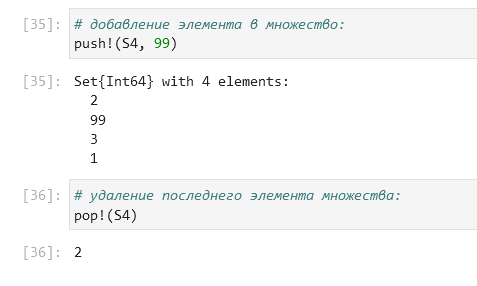 [35]: # добавление элемента в множество:
push!(S4, 99)
[35]: Set{Int64} with 4 elements:
2
99
3
1
[36]: # удаление последнего элемента множества:
pop!(S4)
[36]: 2